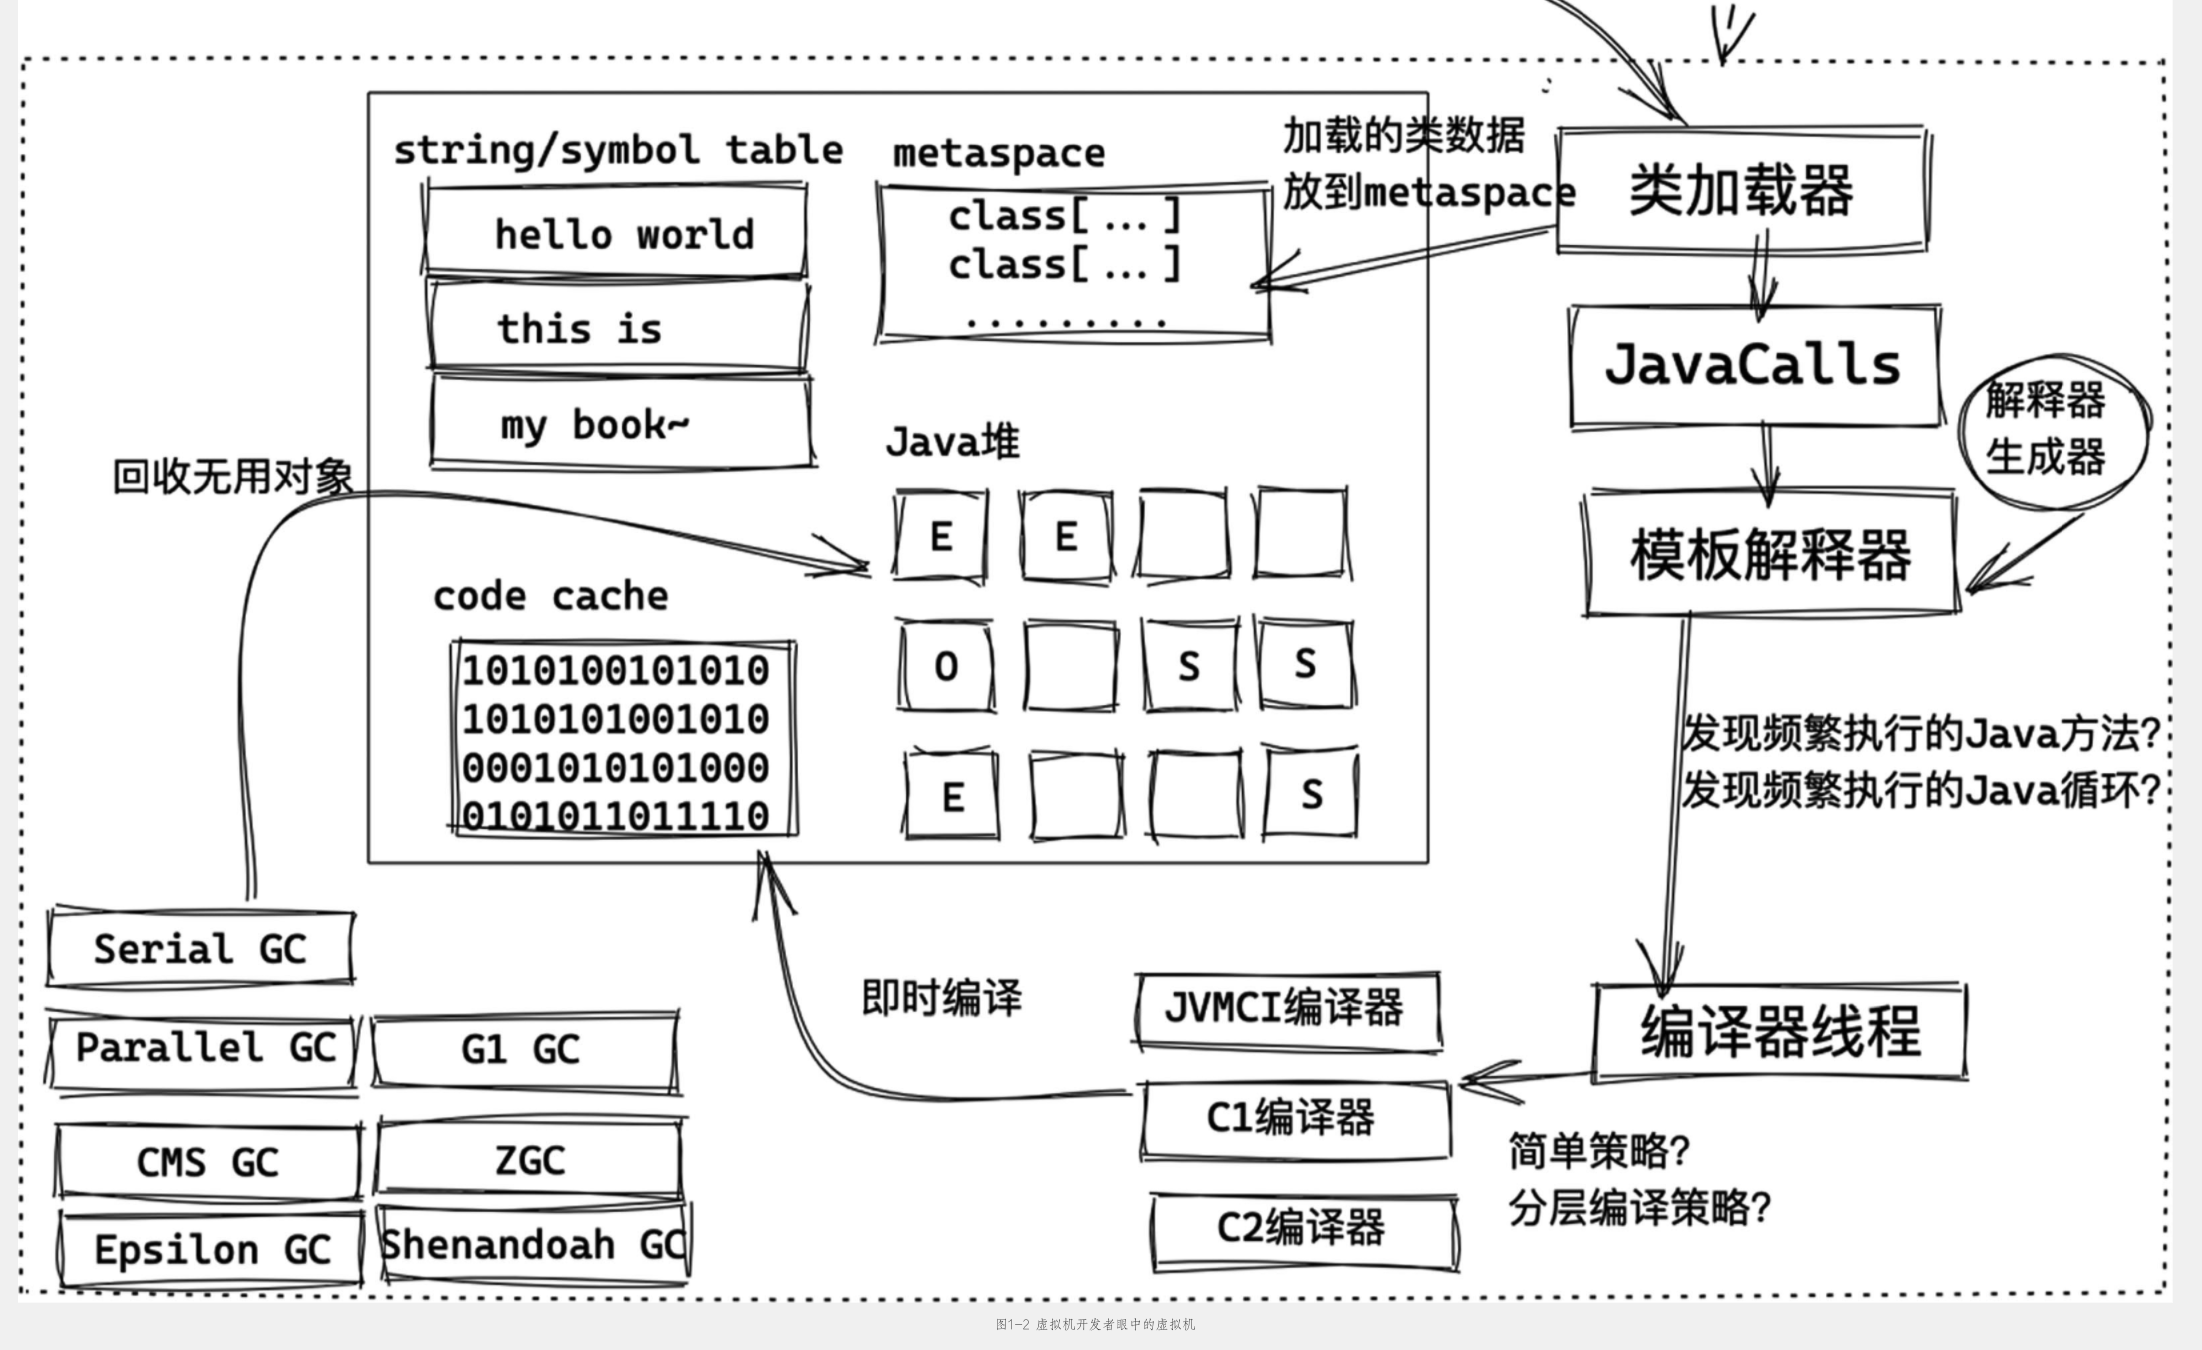 string/symbol table
hello world
this is
my book~
metaspace
class[ ... ]
class[ ... ]
.........
加载的类数据
放到metaspace
类加载器
JavaCalls
解释器
生成器
模板解释器
回收无用对象
Java堆
E
E
O
S
S
E
S
code cache
1010100101010
1010101001010
0001010101000
0101011011110
发现频繁执行的Java方法?
发现频繁执行的Java循环?
Serial GC
Parallel GC
G1 GC
CMS GC
ZGC
Epsilon GC
Shenandoah GC
即时编译
JVMCI编译器
C1编译器
C2编译器
编译器线程
简单策略?
分层编译策略?
图1-2 虚拟机开发者眼中的虚拟机